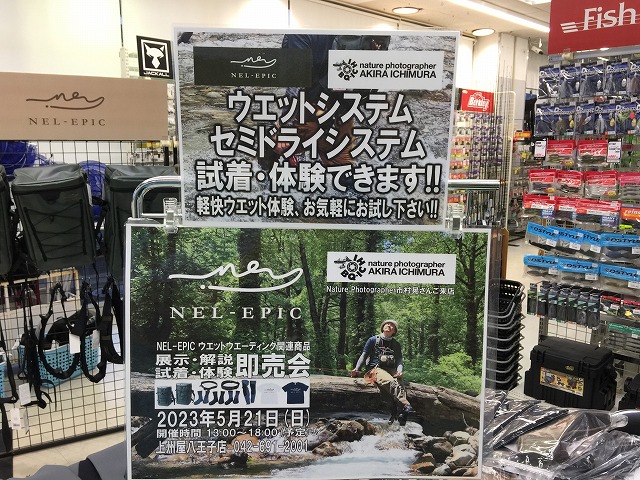 Fish
JACKALL
NEL-EPIC
NEL-EPIC
nature photographer
AKIRA ICHIMURA
ウエットシステム
セミドライシステム
試着・体験できます!!
軽快ウエット体験、お気軽にお試し下さい!!
Berkley
NEL-EPIC
nature photographer
AKIRA ICHIMURA
Nature Photographer市村晃さんご来店
NEL-EPIC ウエットウエーディング関連商品
展示・解説
試着・体験 即売会
2023年5月21日(日)
開催時間 13:00～18:00(予定)
上州屋八王子店 042-691-2001